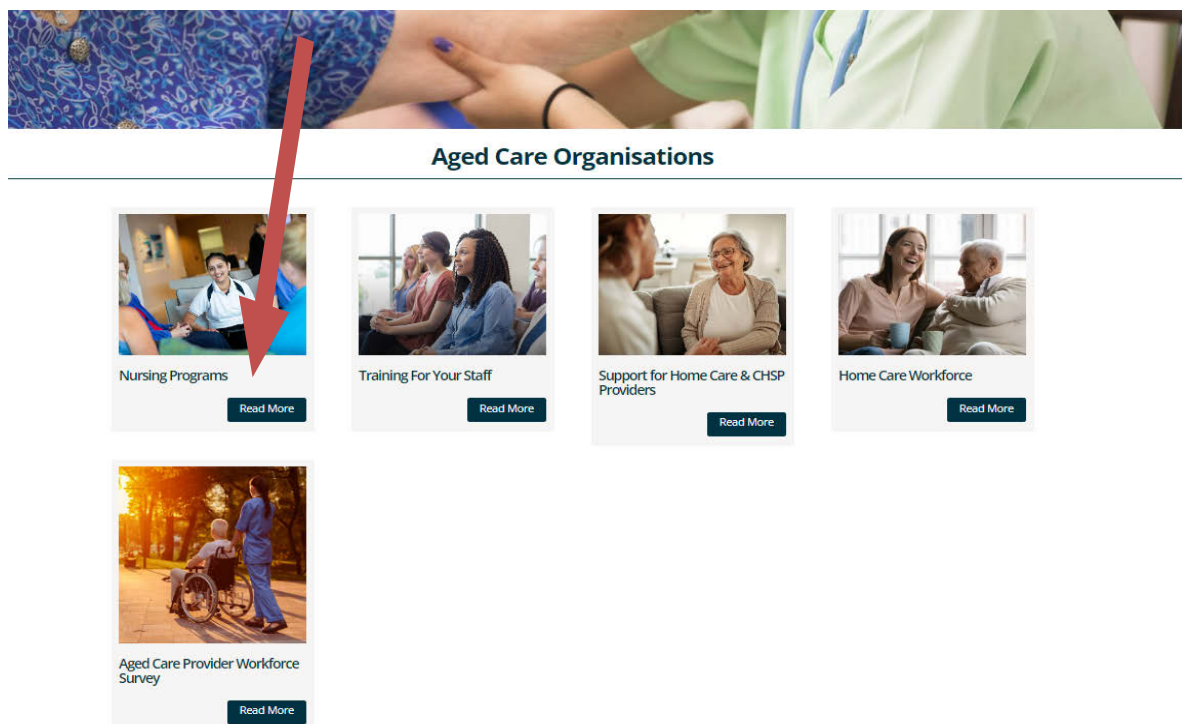 Aged Care Organisations
Nursing Programs
Read More
Training For Your Staff
Read More
Support for Home Care & CHSP
Providers
Read More
Home Care Workforce
Read More
Aged Care Provider Workforce
Survey
Read More